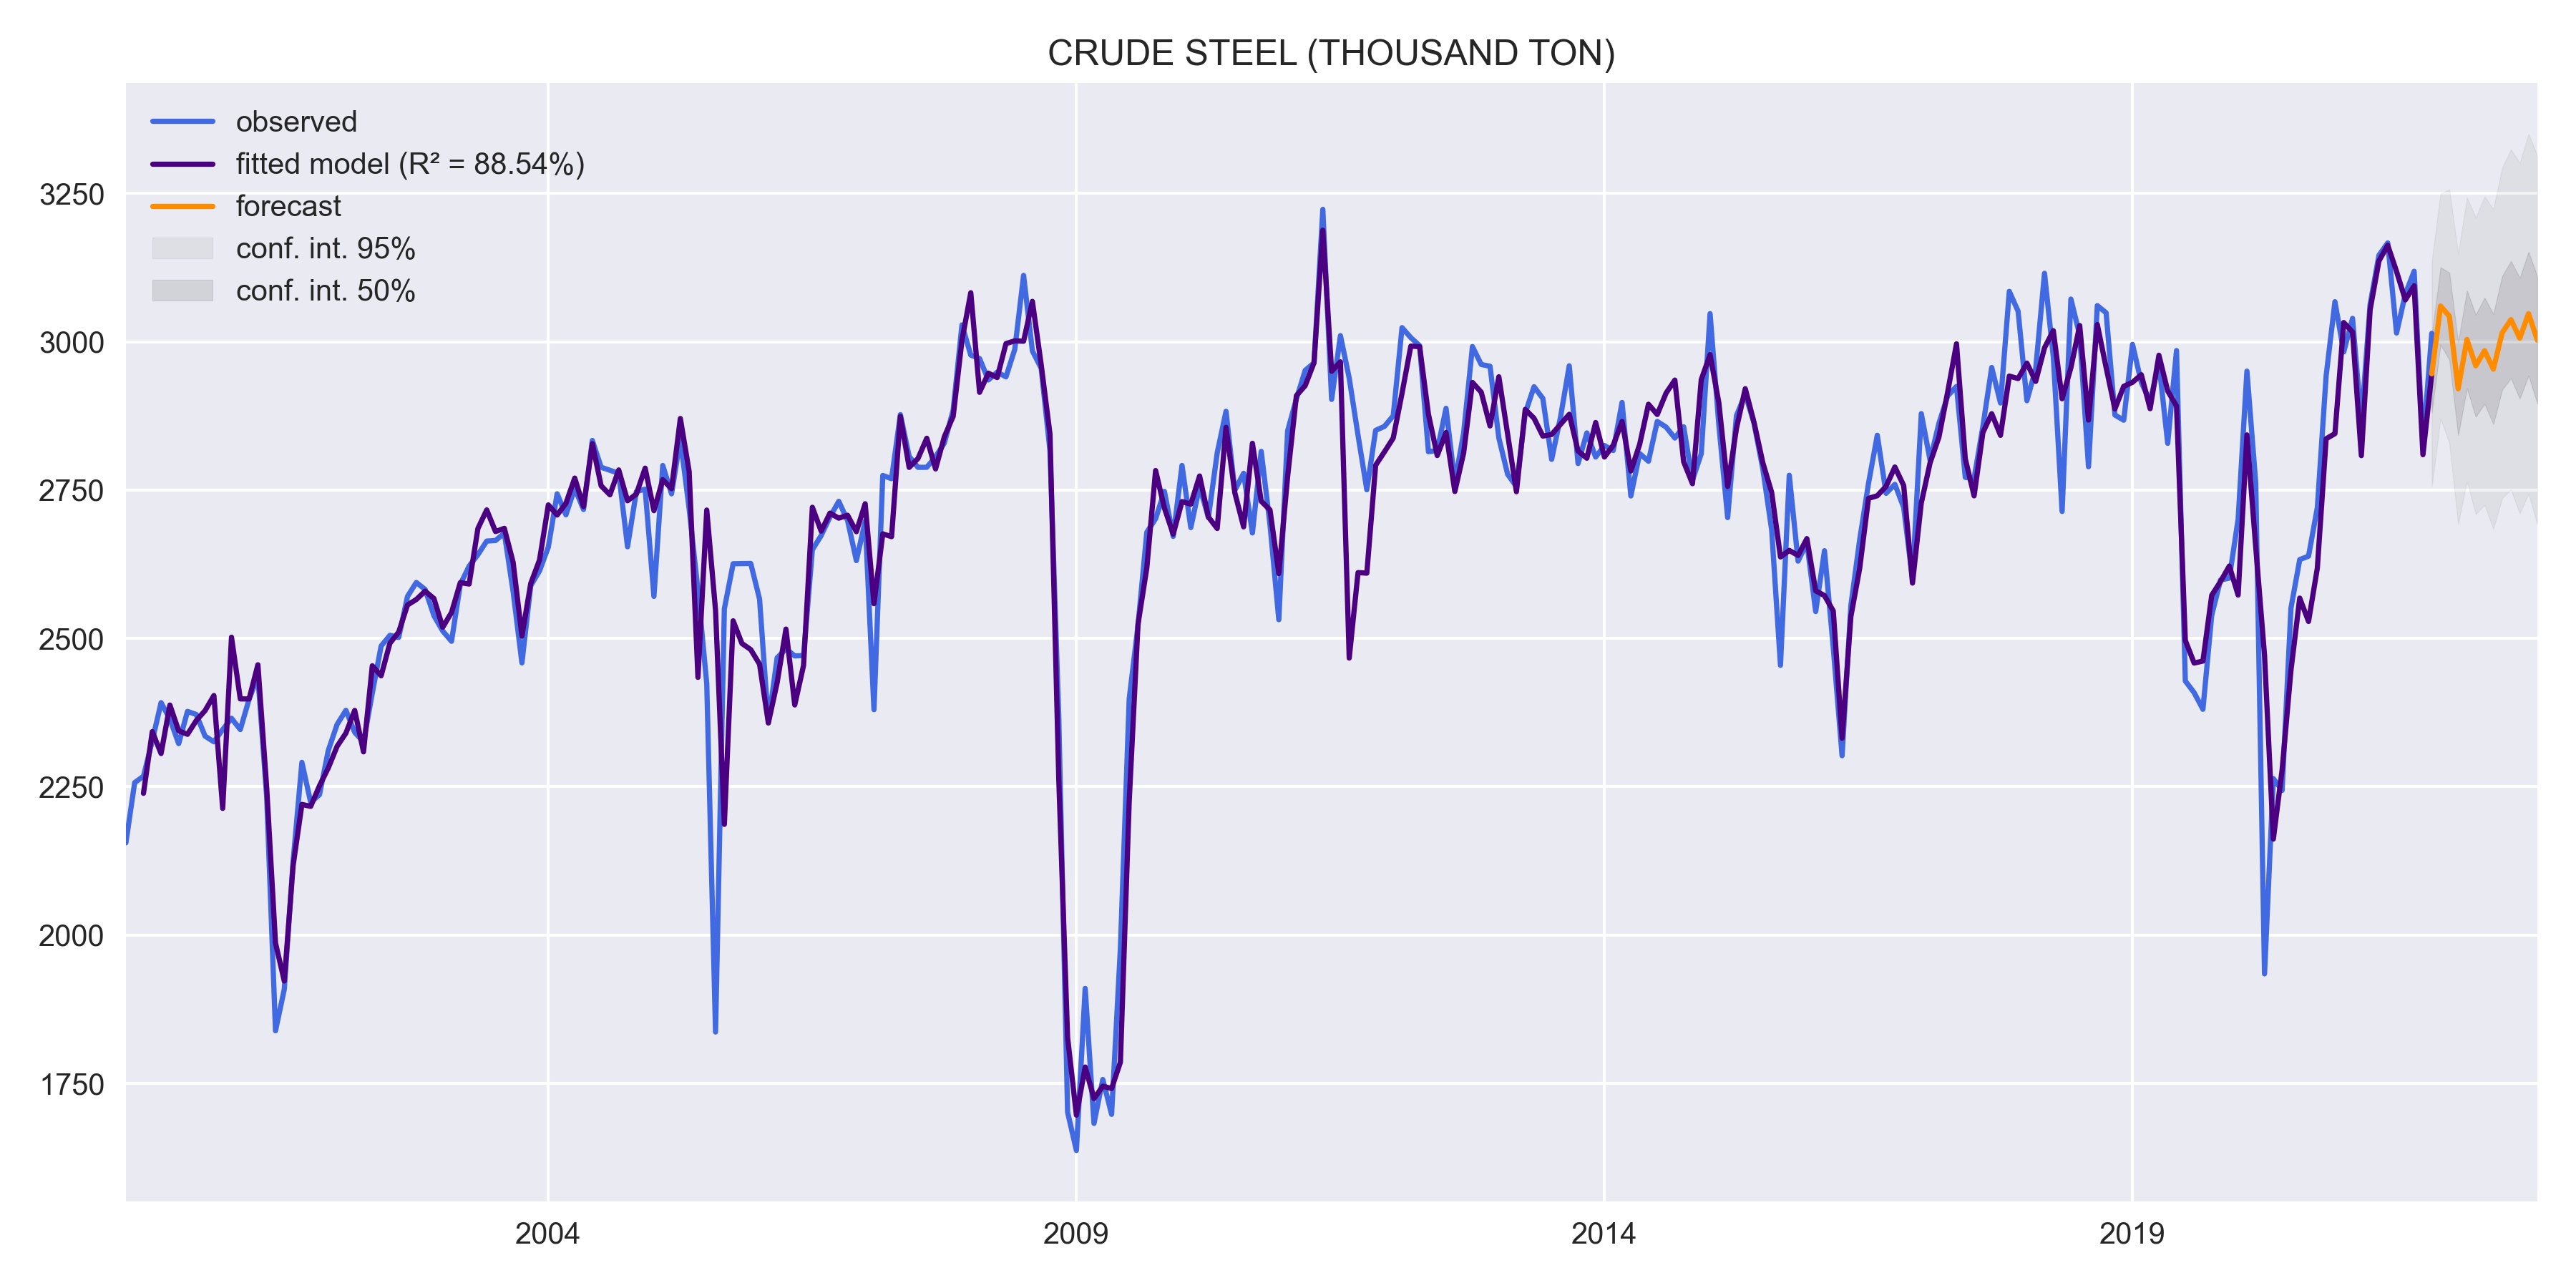 CRUDE STEEL (THOUSAND TON)
observed
fitted model (R² = 88.54%)
forecast
conf. int. 95%
conf. int. 50%
3250
3000
2750
2500
2250
2000
1750
2004
2009
2014
2019